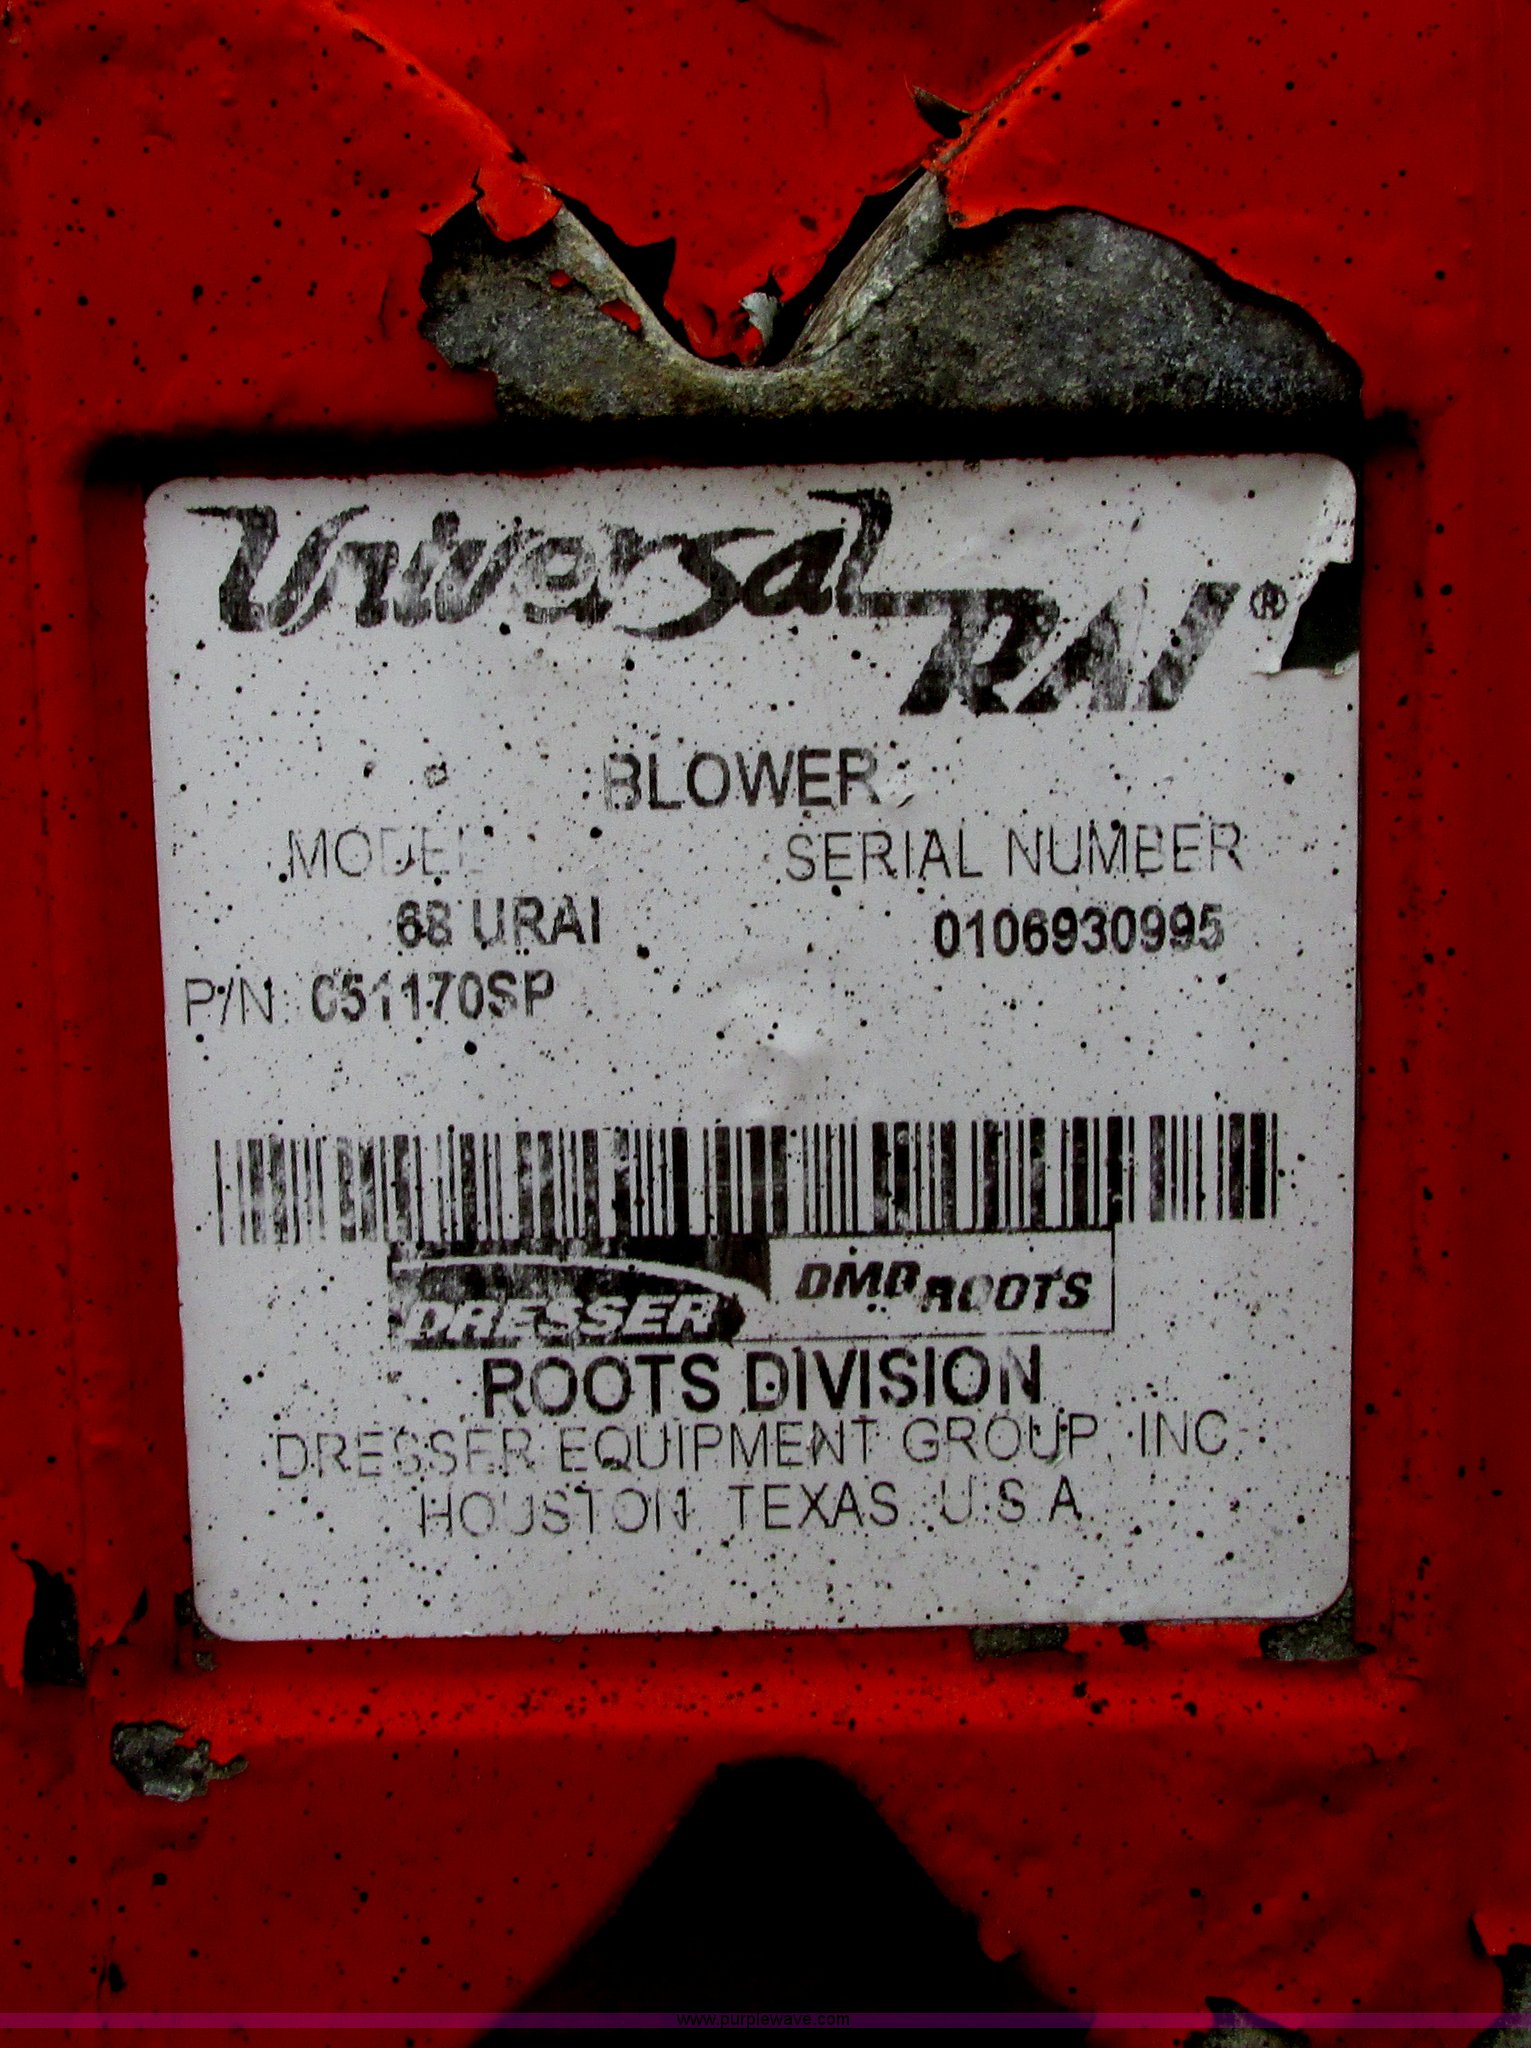 Universal RAI®
BLOWER
MODEL SERIAL NUMBER
68 URAI 0106930995
P/N 051170SP
DRESSER DMD ROOTS
ROOTS DIVISION
DRESSER EQUIPMENT GROUP, INC
HOUSTON, TEXAS U.S.A.
www.purplewave.com